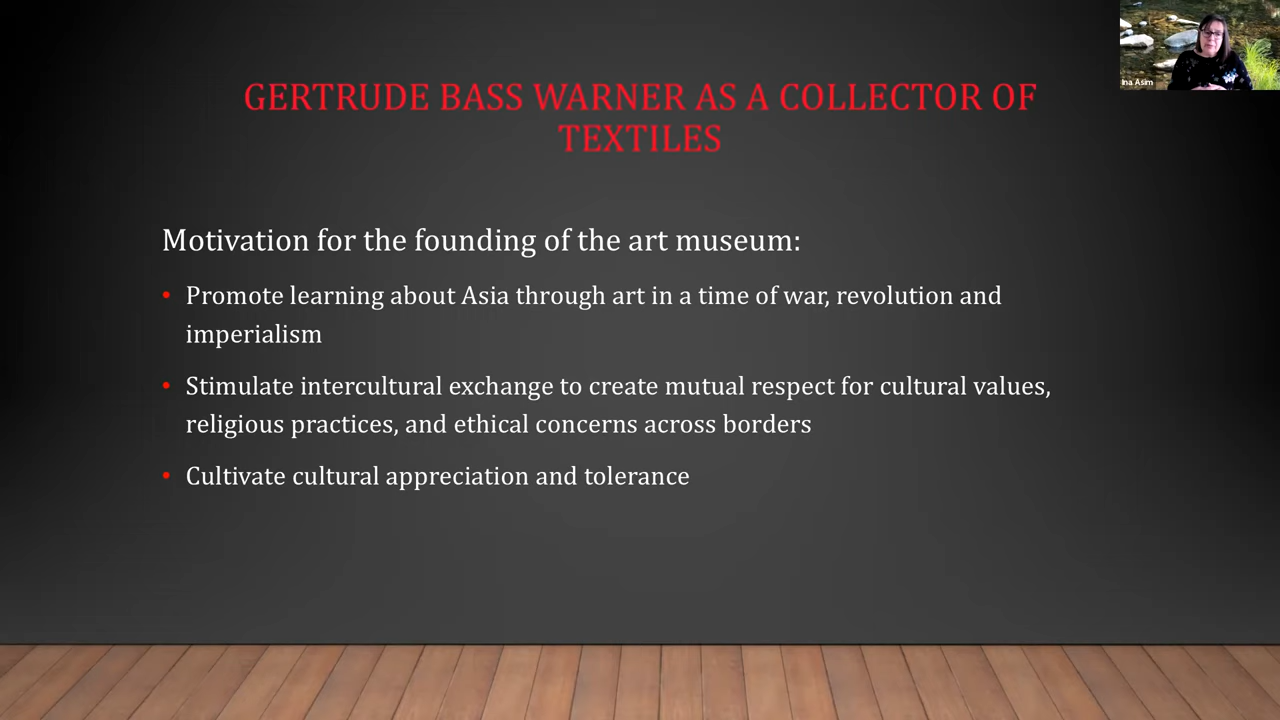 GERTRUDE BASS WARNER AS A COLLECTOR OF
TEXTILES
Motivation for the founding of the art museum:
• Promote learning about Asia through art in a time of war, revolution and
imperialism
• Stimulate intercultural exchange to create mutual respect for cultural values,
religious practices, and ethical concerns across borders
• Cultivate cultural appreciation and tolerance
Ina Asim